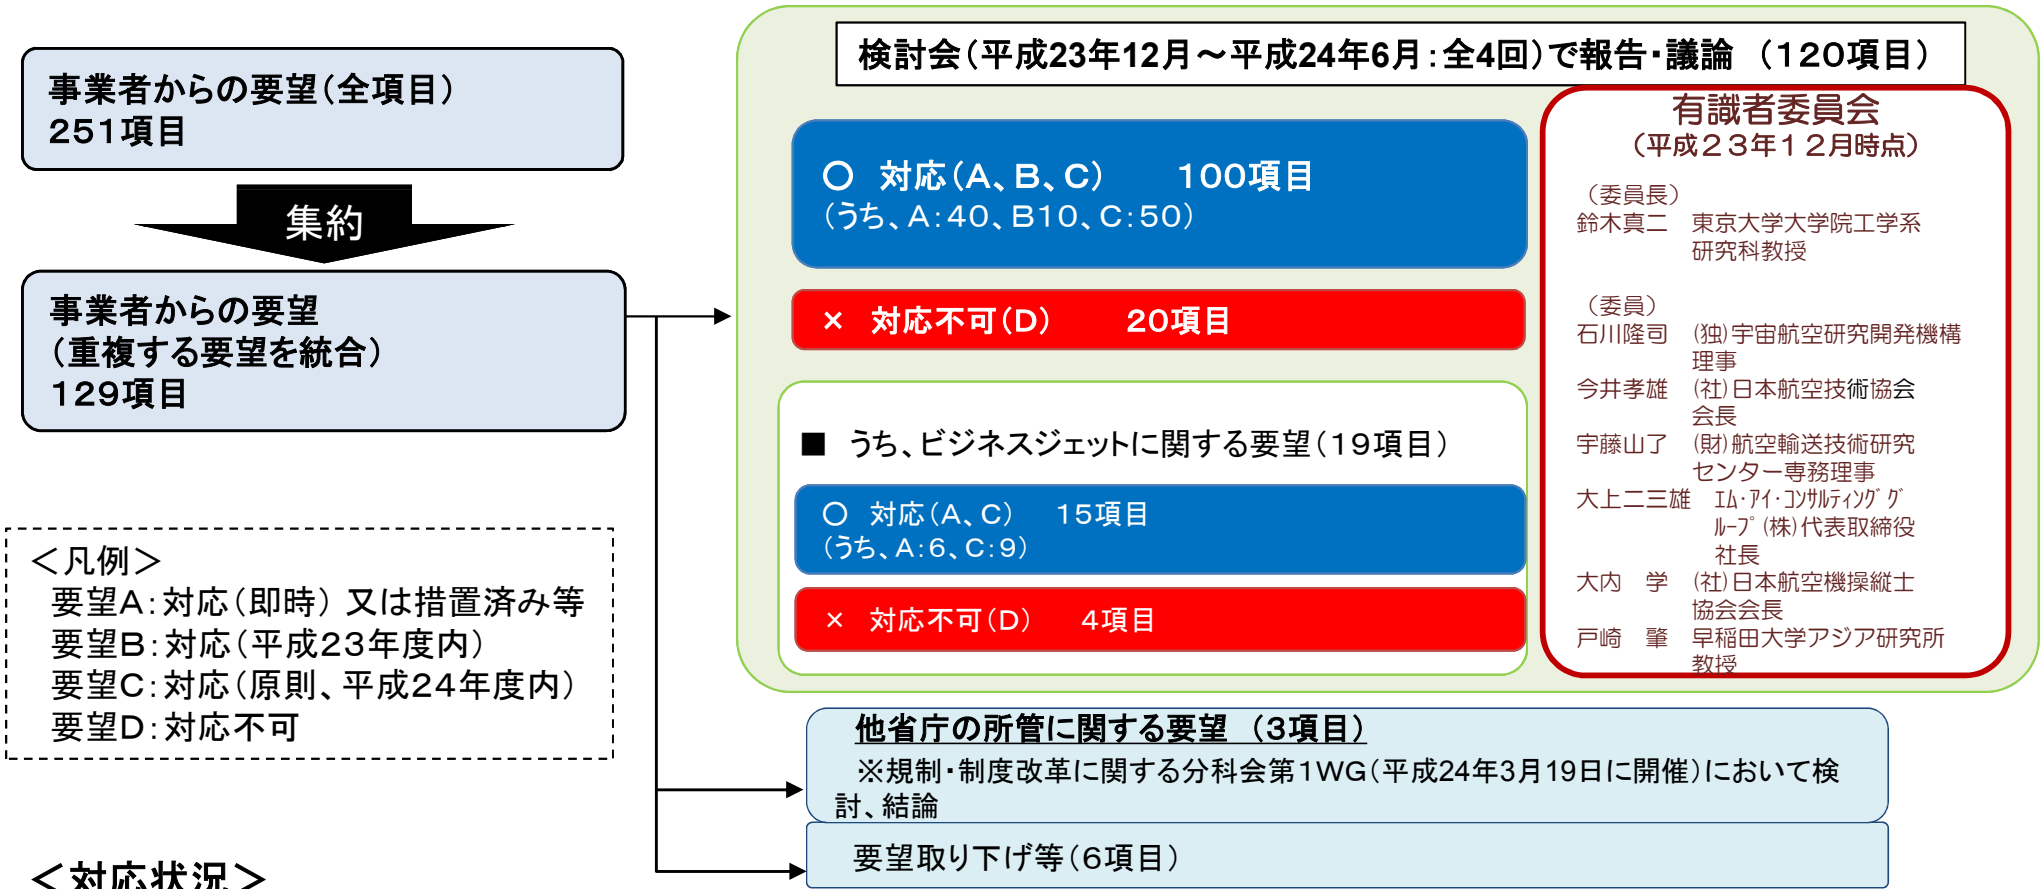 事業者からの要望(全項目)
251項目
集約
事業者からの要望
(重複する要望を統合)
129項目
<凡例>
要望A:対応(即時) 又は措置済み等
要望B:対応(平成23年度内)
要望C:対応(原則、平成24年度内)
要望D:対応不可
<対応状況>
検討会(平成23年12月~平成24年6月:全4回)で報告・議論 (120項目)
○ 対応(A、B、C) 100項目
(うち、A:40、B10、C:50)
× 対応不可(D) 20項目
■ うち、ビジネスジェットに関する要望(19項目)
○ 対応(A、C) 15項目
(うち、A:6、C:9)
× 対応不可(D) 4項目
有識者委員会
(平成23年12月時点)
(委員長)
鈴木真二 東京大学大学院工学系
研究科教授
(委員)
石川隆司 (独)宇宙航空研究開発機構
理事
今井孝雄 (社)日本航空技術協会
会長
宇藤山了 (財)航空輸送技術研究
センター専務理事
大上二三雄 エム・アイ・コンサルティンググ
ループ(株)代表取締役
社長
大内 学 (社)日本航空機操縦士
協会会長
戸崎 肇 早稲田大学アジア研究所
教授
他省庁の所管に関する要望 (3項目)
※規制・制度改革に関する分科会第1WG(平成24年3月19日に開催)において検
討、結論
要望取り下げ等(6項目)